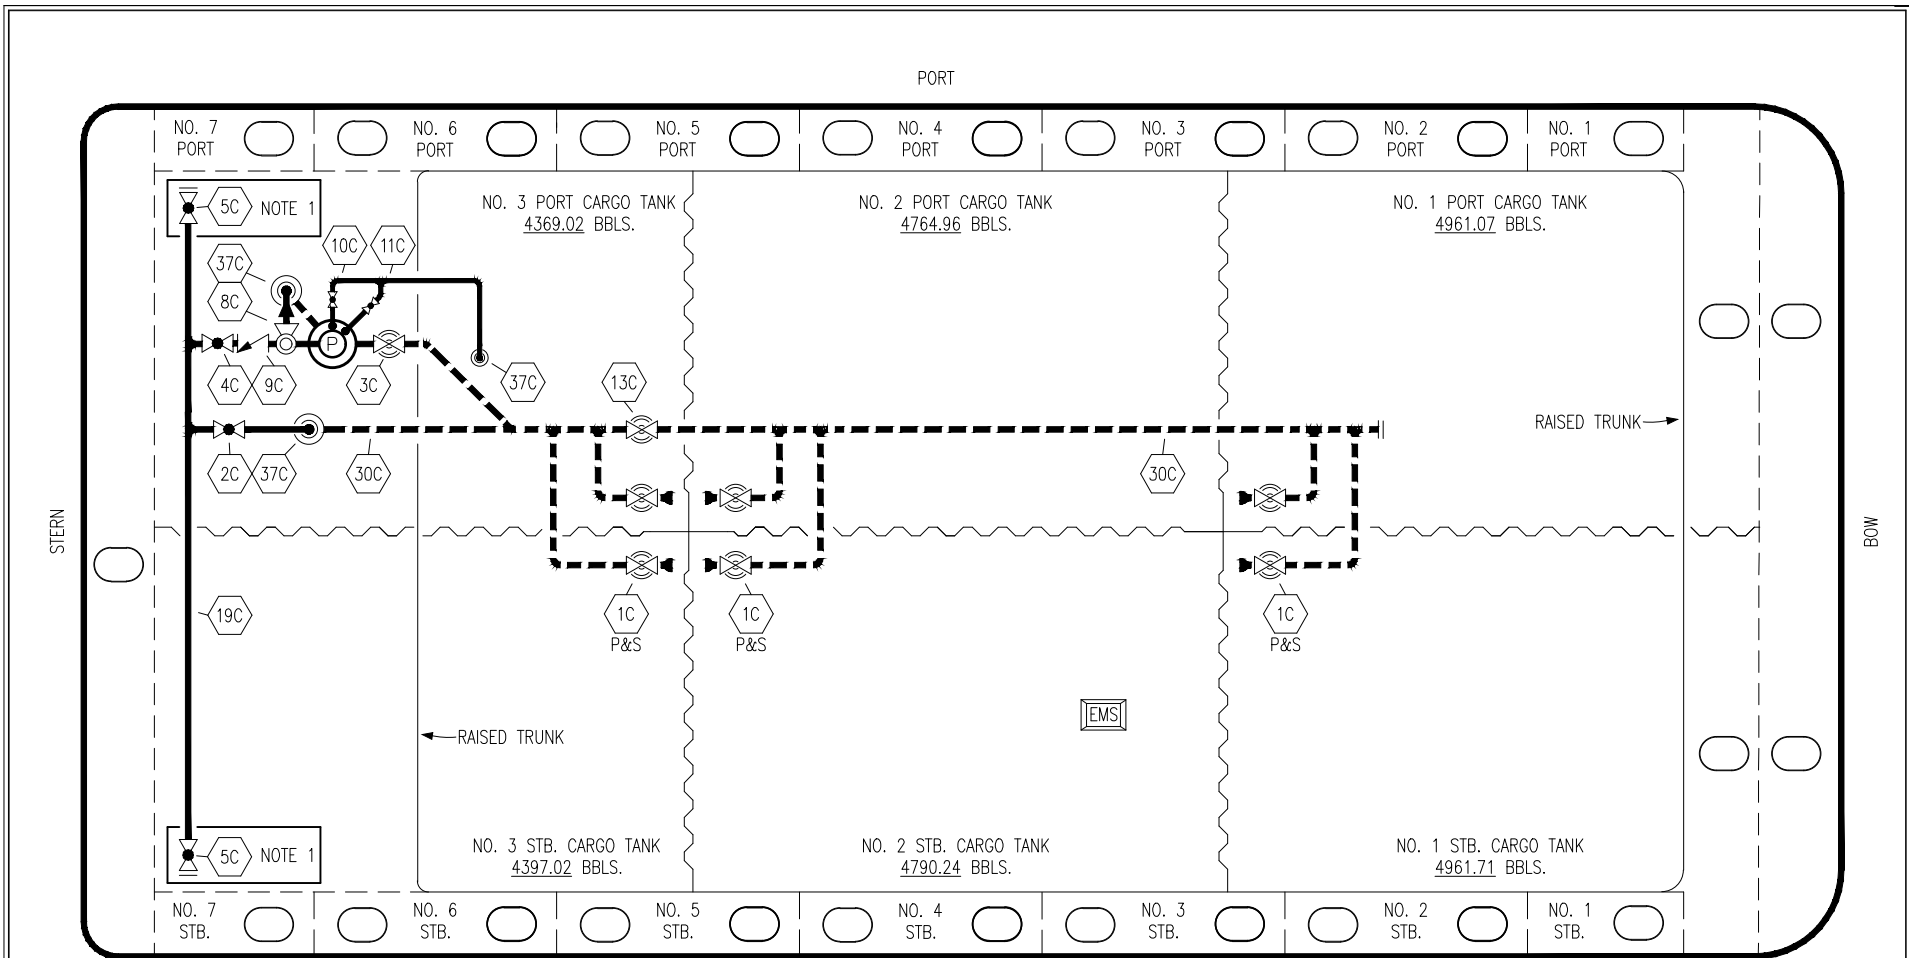 PORT
NO. 7
PORT
NO. 6
PORT
NO. 5
PORT
NO. 4
PORT
NO. 3
PORT
NO. 2
PORT
NO. 1
PORT
5C
NOTE 1
NO. 3 PORT CARGO TANK
4369.02 BBLS.
NO. 2 PORT CARGO TANK
4764.96 BBLS.
NO. 1 PORT CARGO TANK
4961.07 BBLS.
10C
11C
37C
8C
P
4C
9C
3C
37C
13C
RAISED TRUNK
2C
37C
30C
30C
STERN
BOW
19C
1C
P&S
1C
P&S
1C
P&S
EMS
RAISED TRUNK
5C
NOTE 1
NO. 3 STB. CARGO TANK
4397.02 BBLS.
NO. 2 STB. CARGO TANK
4790.24 BBLS.
NO. 1 STB. CARGO TANK
4961.71 BBLS.
NO. 7
STB.
NO. 6
STB.
NO. 5
STB.
NO. 4
STB.
NO. 3
STB.
NO. 2
STB.
NO. 1
STB.